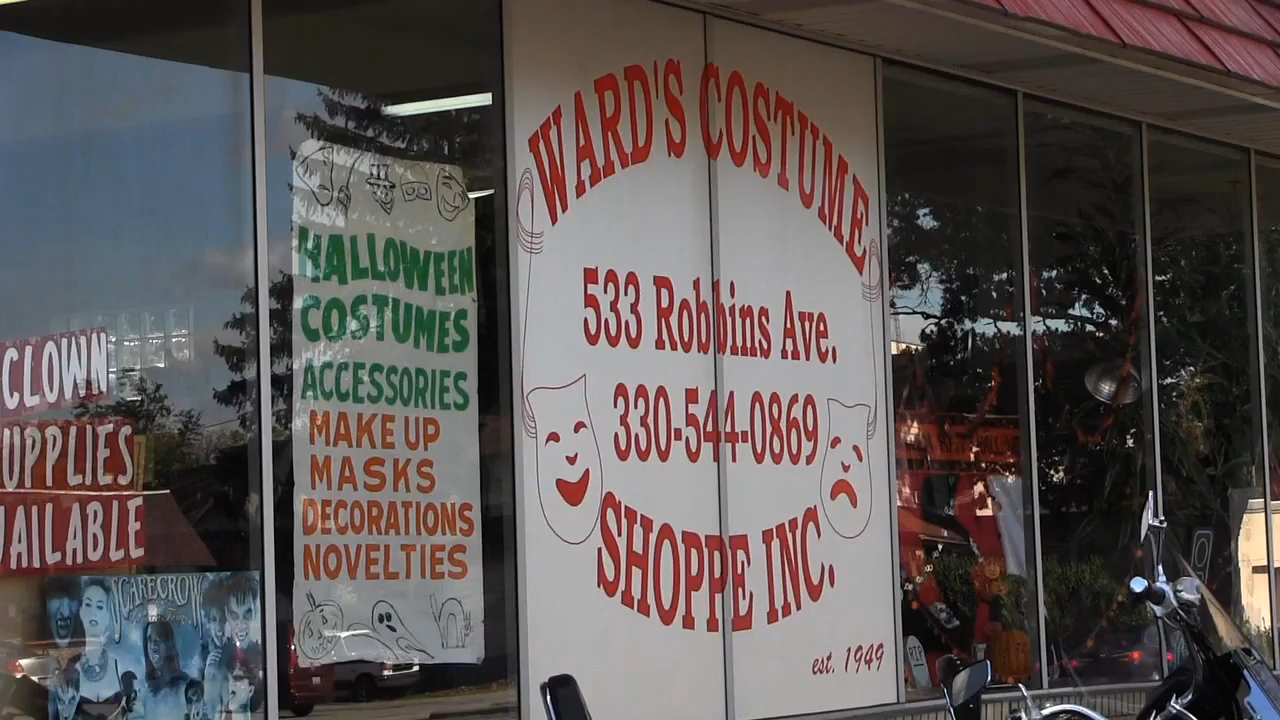 CLOWN
UPPLIES
AILABLE
SCARECROW
HALLOWEEN
COSTUMES
ACCESSORIES
MAKE UP
MASKS
DECORATIONS
NOVELTIES
WARD'S COSTUME
533 Robbins Ave.
330-544-0869
SHOPPE INC.
est. 1949
RIP